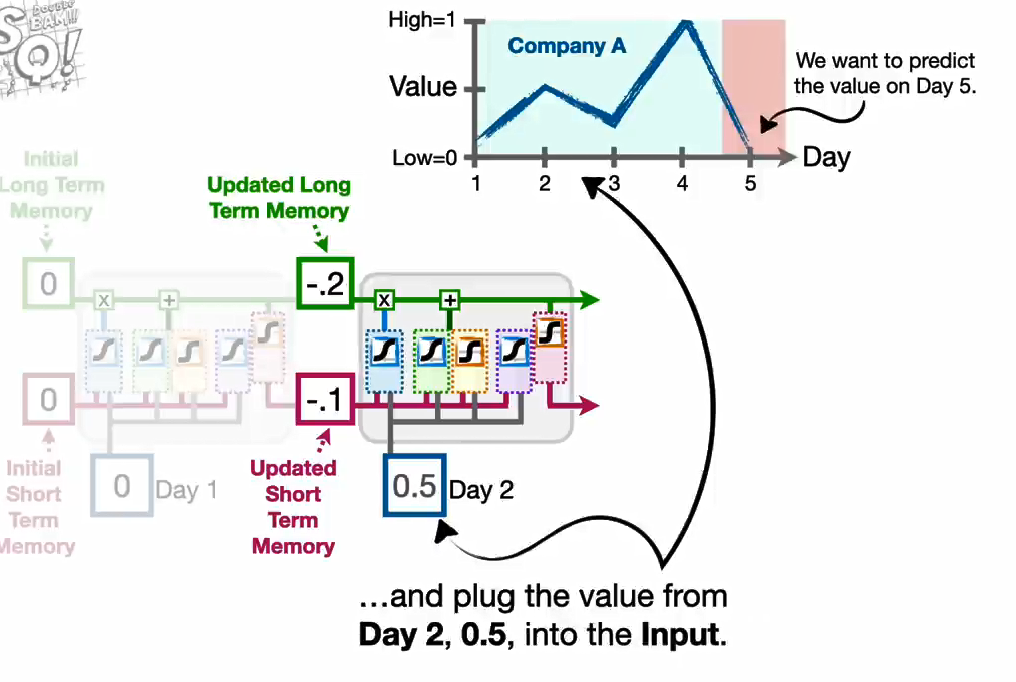 DOUBLE
BAM!!!
S
Q!
High=1
Company A
Value
Low=0
1 2 3 4 5
Day
We want to predict
the value on Day 5.
Initial
Long Term
Memory
Updated Long
Term Memory
0
-.2
x + x +
0
-.1
Initial
Short
Term
Memory
0 Day 1
Updated
Short
Term
Memory
0.5 Day 2
…and plug the value from
Day 2, 0.5, into the Input.